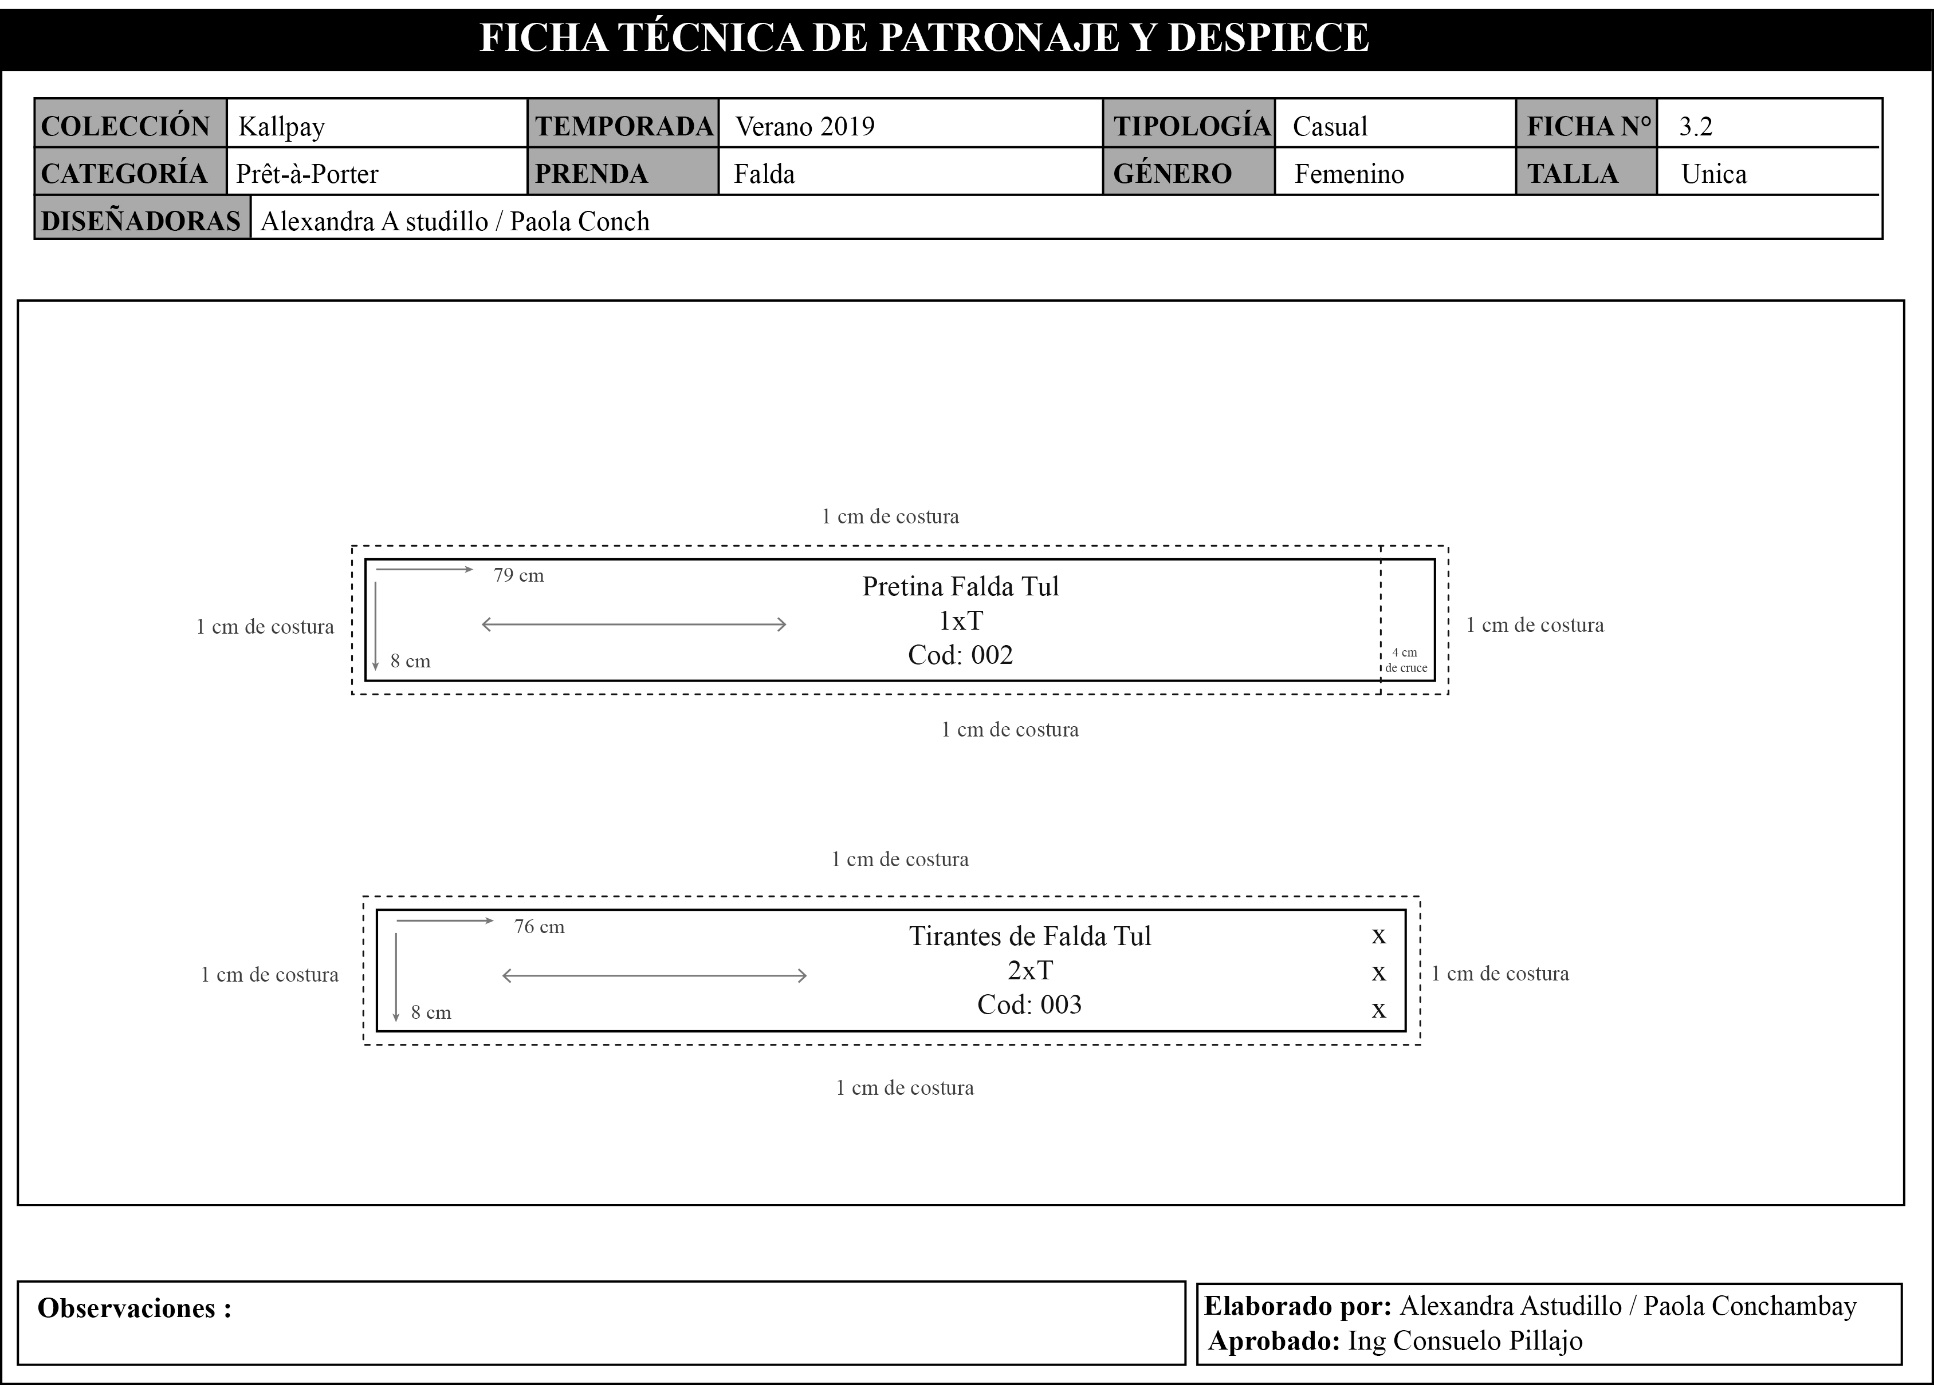 FICHA TÉCNICA DE PATRONAJE Y DESPIECE
COLECCIÓN Kallpay TEMPORADA Verano 2019 TIPOLOGÍA Casual FICHA N° 3.2
CATEGORÍA Prêt-à-Porter PRENDA Falda GÉNERO Femenino TALLA Unica
DISEÑADORAS Alexandra A studillo / Paola Conch
1 cm de costura
79 cm
Pretina Falda Tul
1xT
1 cm de costura
1 cm de costura
Cod: 002
8 cm
4 cm
de cruce
1 cm de costura
1 cm de costura
76 cm
Tirantes de Falda Tul
x
2xT
x
1 cm de costura
1 cm de costura
Cod: 003
x
8 cm
1 cm de costura
Observaciones :
Elaborado por: Alexandra Astudillo / Paola Conchambay
Aprobado: Ing Consuelo Pillajo